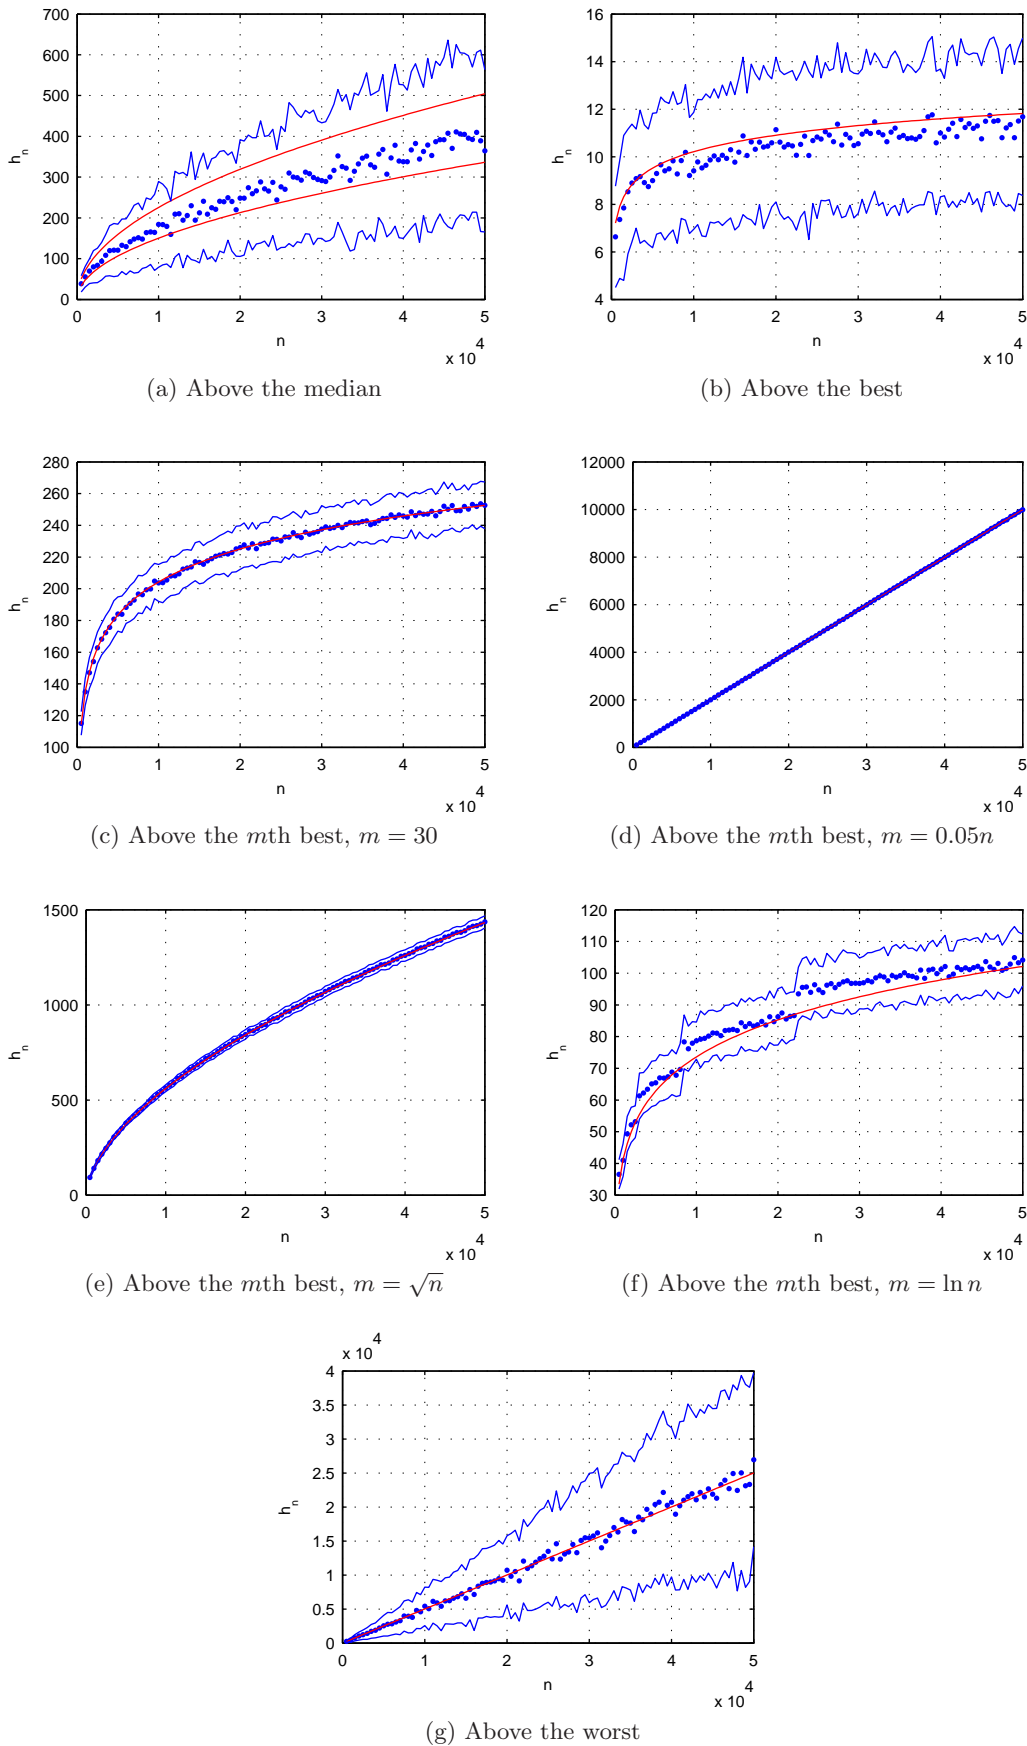 700
600
500
400
300
200
100
0
h_n
0 1 2 3 4 5
n
x 10^4
(a) Above the median
16
14
12
10
8
6
4
h_n
0 1 2 3 4 5
n
x 10^4
(b) Above the best
280
260
240
220
200
180
160
140
120
100
h_n
0 1 2 3 4 5
n
x 10^4
(c) Above the mth best, m = 30
12000
10000
8000
6000
4000
2000
0
h_n
0 1 2 3 4 5
n
x 10^4
(d) Above the mth best, m = 0.05n
1500
1000
500
0
h_n
0 1 2 3 4 5
n
x 10^4
(e) Above the mth best, m = √n
120
110
100
90
80
70
60
50
40
30
h_n
0 1 2 3 4 5
n
x 10^4
(f) Above the mth best, m = ln n
x 10^4
4
3.5
3
2.5
2
1.5
1
0.5
0
h_n
0 1 2 3 4 5
n
x 10^4
(g) Above the worst